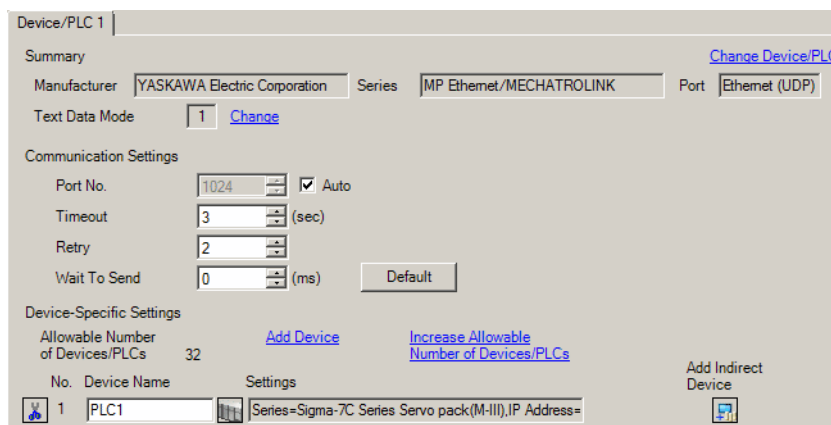 Device/PLC 1
Summary
Change Device/PLC
Manufacturer YASKAWA Electric Corporation Series MP Ethernet/MECHATROLINK Port Ethernet (UDP)
Text Data Mode 1 Change
Communication Settings
Port No. 1024 Auto
Timeout 3 (sec)
Retry 2
Wait To Send 0 (ms) Default
Device-Specific Settings
Allowable Number of Devices/PLCs 32 Add Device Increase Allowable Number of Devices/PLCs
Add Indirect Device
No. Device Name Settings
1 PLC1 Series=Sigma-7C Series Servo pack(M-III),IP Address=